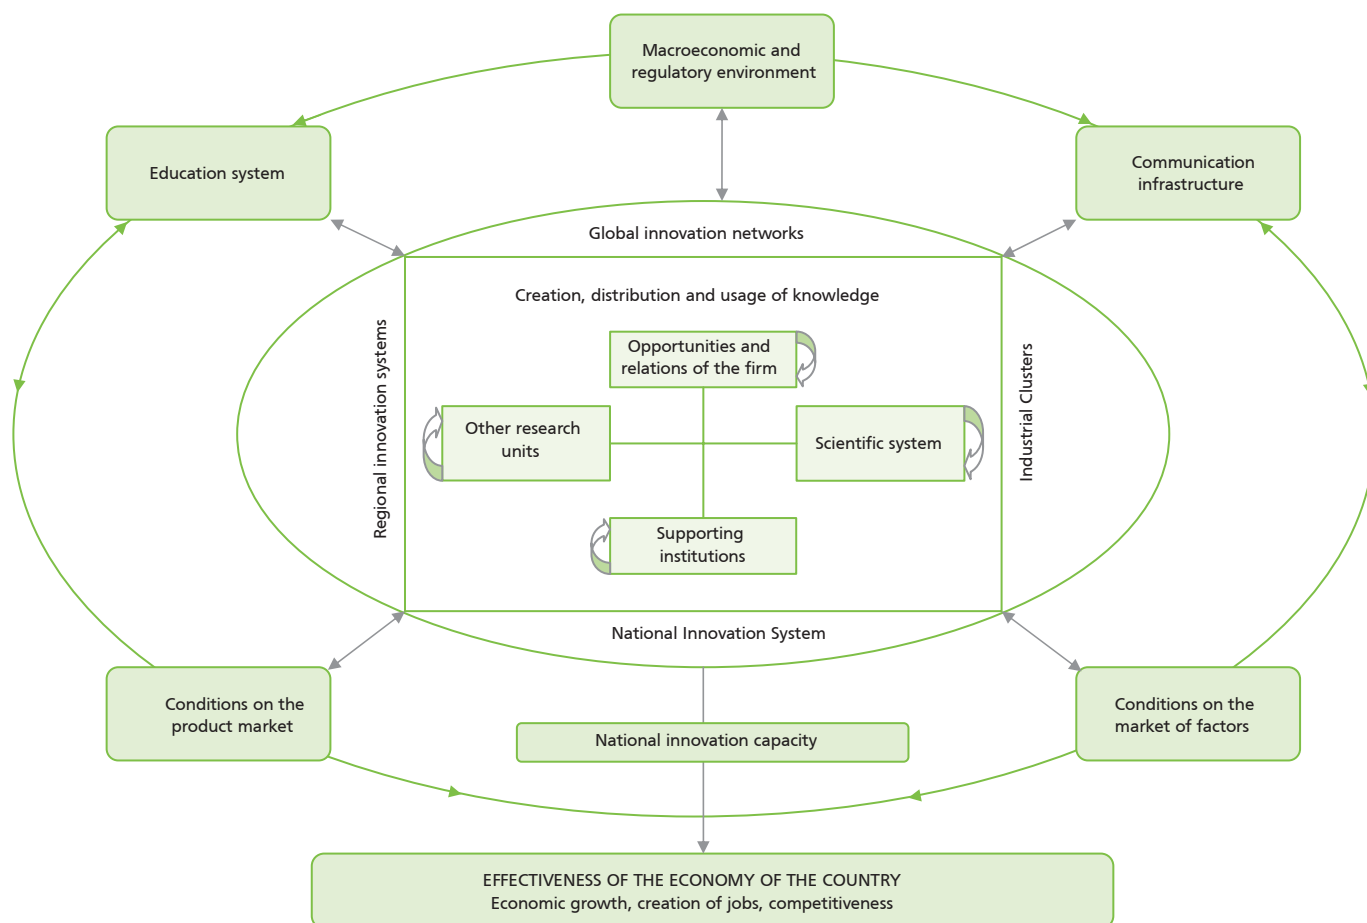 Macroeconomic and
regulatory environment
Education system
Communication
infrastructure
Global innovation networks
Creation, distribution and usage of knowledge
Regional innovation systems
Opportunities and
relations of the firm
Industrial Clusters
Other research
units
Scientific system
Supporting
institutions
National Innovation System
Conditions on the
product market
Conditions on the
market of factors
National innovation capacity
EFFECTIVENESS OF THE ECONOMY OF THE COUNTRY
Economic growth, creation of jobs, competitiveness